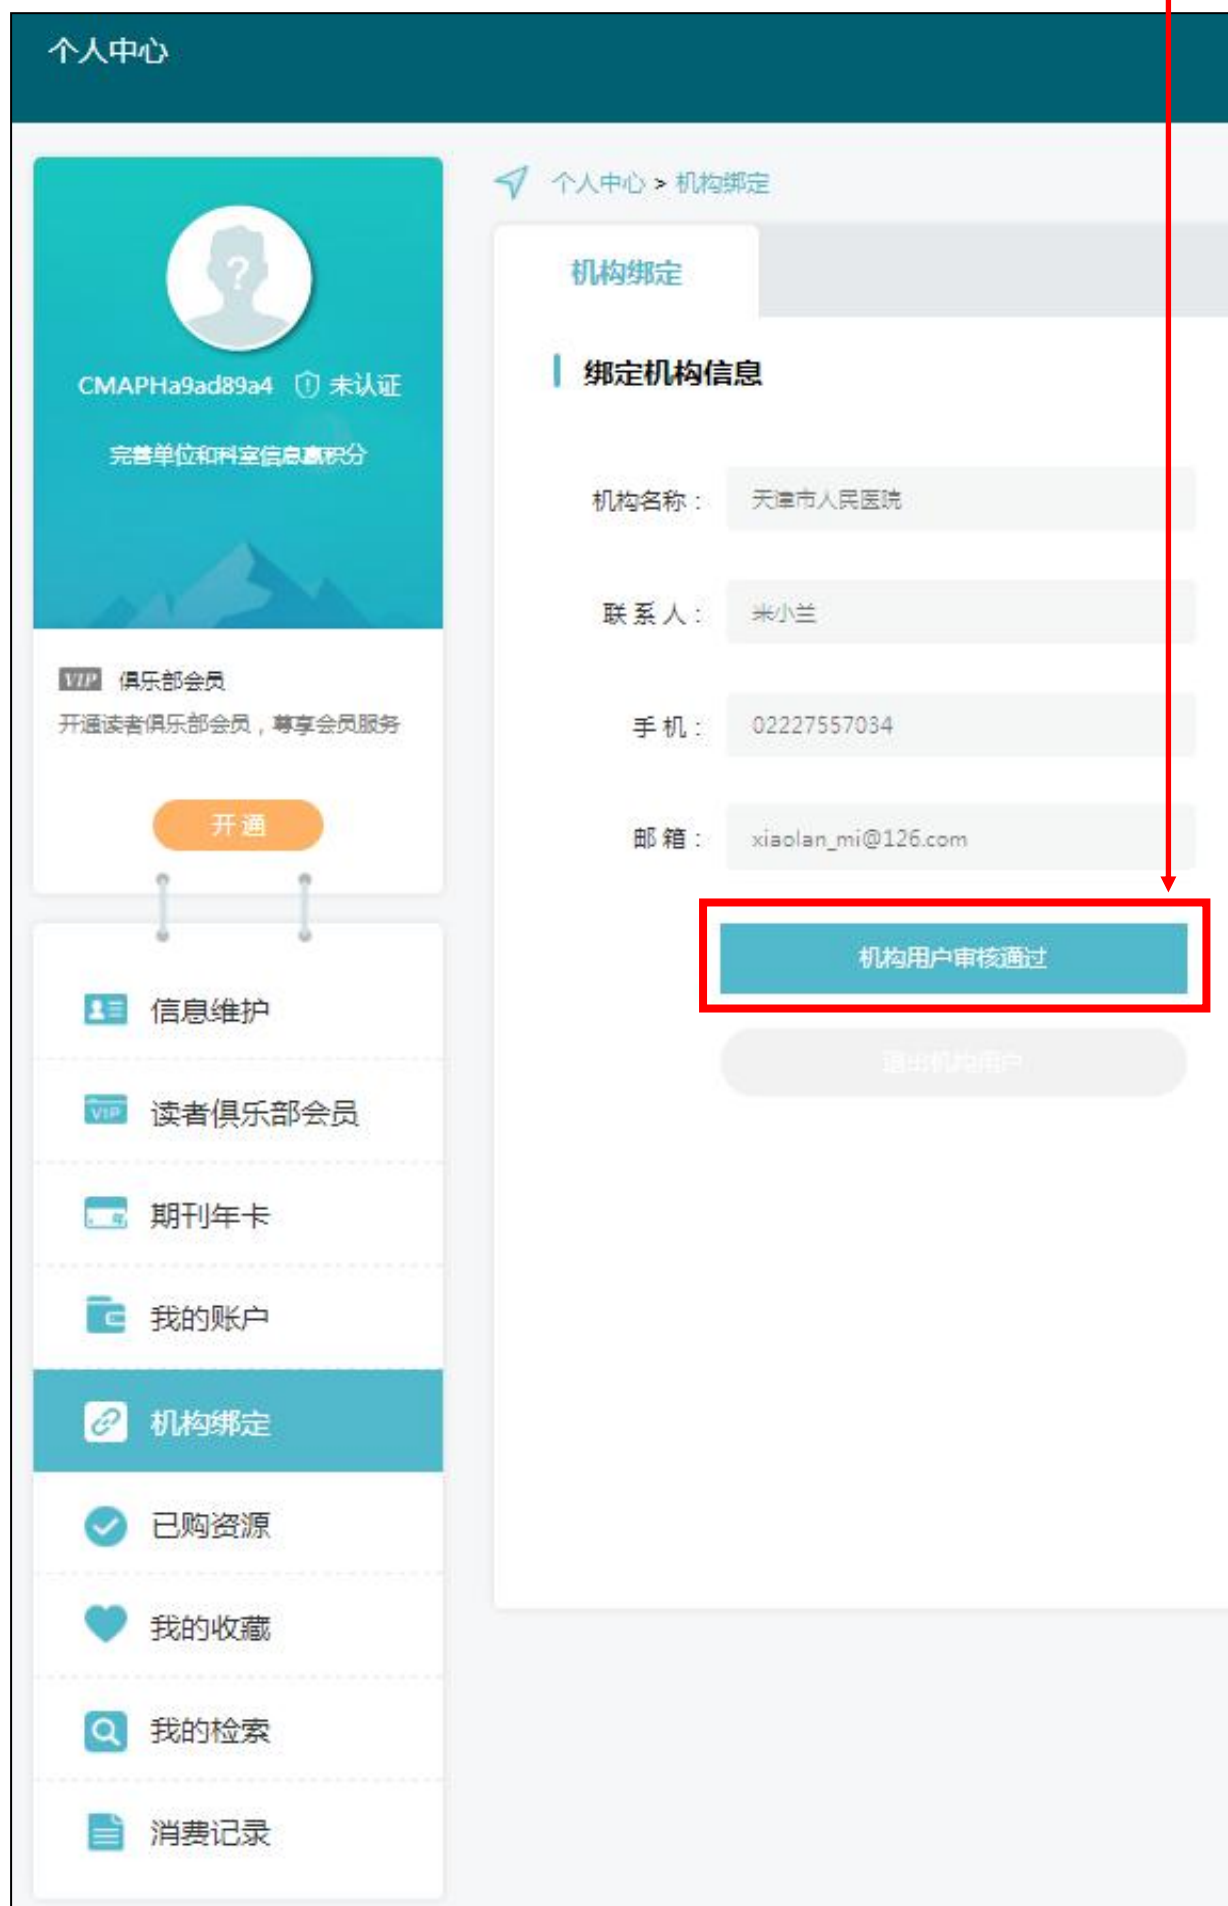 个人中心
个人中心 > 机构绑定
机构绑定
绑定机构信息
CMAPHa9ad89a4 未认证
完善单位和科室信息赢积分
机构名称： 天津市人民医院
联系人： 米小兰
手机： 02227557034
邮箱： xiaolan_mi@126.com
机构用户审核通过
退出机构用户
VIP 俱乐部会员
开通读者俱乐部会员，尊享会员服务
开通
信息维护
VIP 读者俱乐部会员
期刊年卡
我的账户
机构绑定
已购资源
我的收藏
我的检索
消费记录